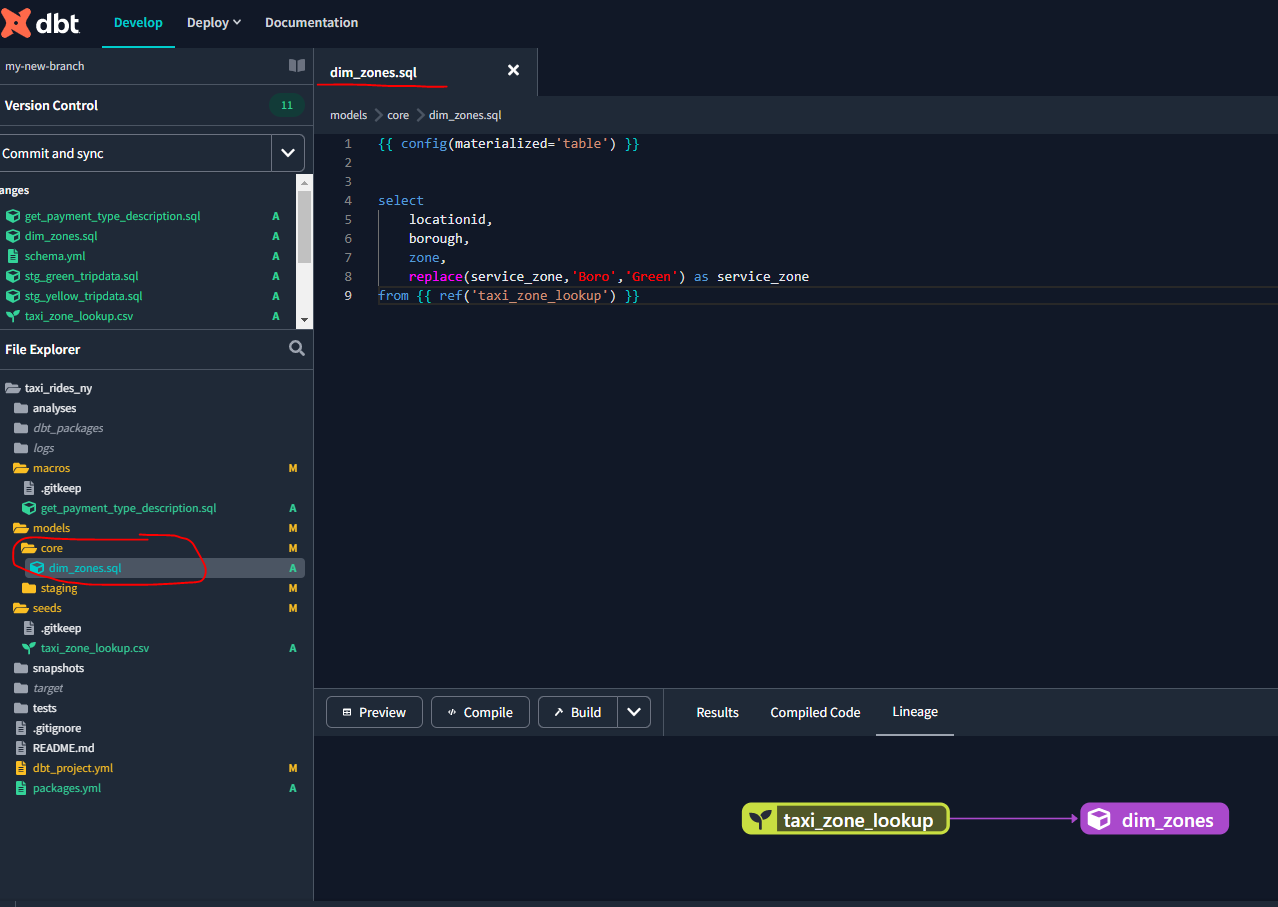 dbt Develop Deploy Documentation
my-new-branch
Version Control 11
Commit and sync
anges
get_payment_type_description.sql A
dim_zones.sql A
schema.yml A
stg_green_tripdata.sql A
stg_yellow_tripdata.sql A
taxi_zone_lookup.csv A
File Explorer
taxi_rides_ny
analyses
dbt_packages
logs
macros M
.gitkeep
get_payment_type_description.sql A
models M
core M
dim_zones.sql A
staging M
seeds M
.gitkeep
taxi_zone_lookup.csv A
snapshots
target
tests
.gitignore
README.md
dbt_project.yml M
packages.yml A
dim_zones.sql
models core dim_zones.sql
1 {{ config(materialized='table') }}
2
3
4 select
5 locationid,
6 borough,
7 zone,
8 replace(service_zone,'Boro','Green') as service_zone
9 from {{ ref('taxi_zone_lookup') }}
Preview Compile Build Results Compiled Code Lineage
taxi_zone_lookup dim_zones